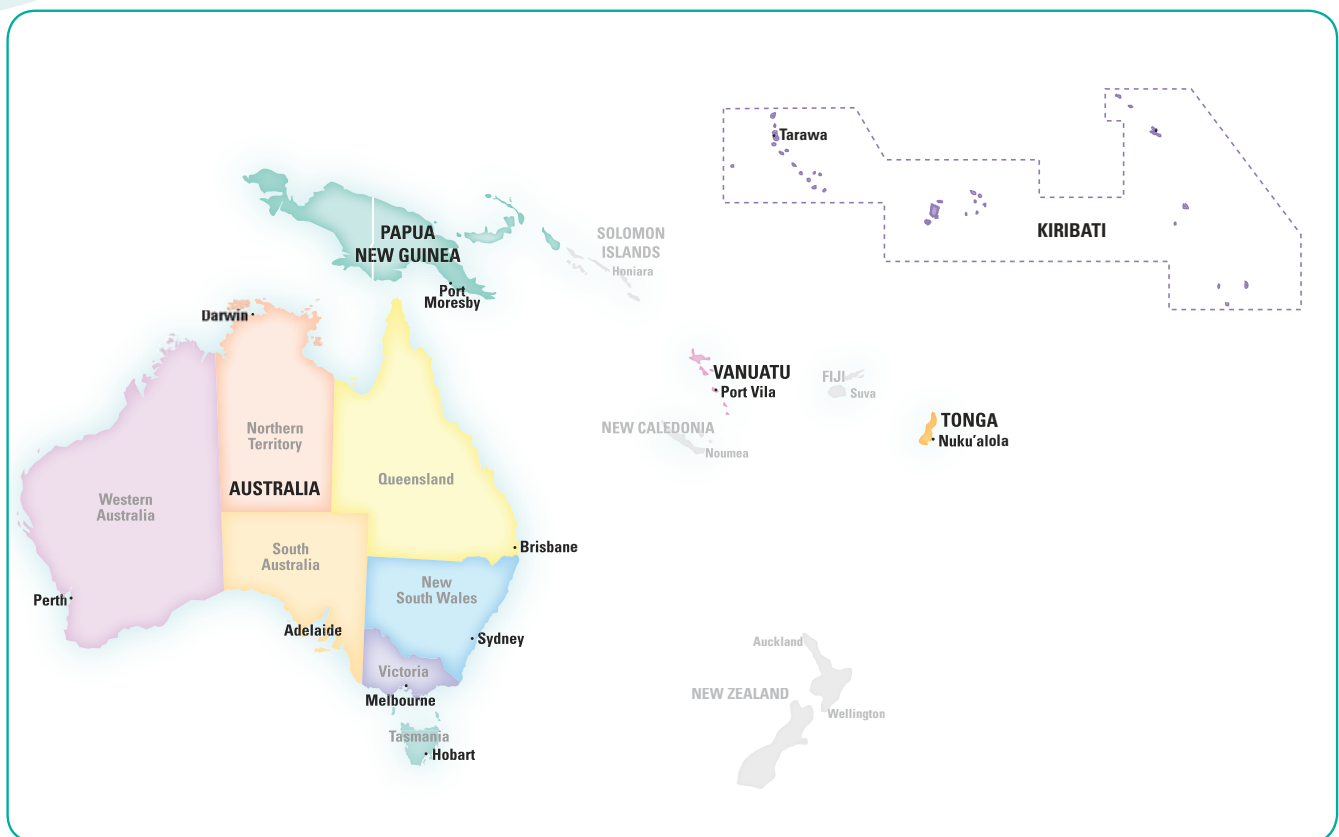 Tarawa
KIRIBATI
PAPUA
NEW GUINEA
Port
Moresby
SOLOMON
ISLANDS
Honiara
Darwin
VANUATU
Port Vila
FIJI
Suva
NEW CALEDONIA
Noumea
TONGA
Nuku'alola
Northern
Territory
AUSTRALIA
Queensland
Western
Australia
South
Australia
Brisbane
New
South Wales
Perth
Adelaide
Sydney
Victoria
Melbourne
Tasmania
Hobart
Auckland
NEW ZEALAND
Wellington